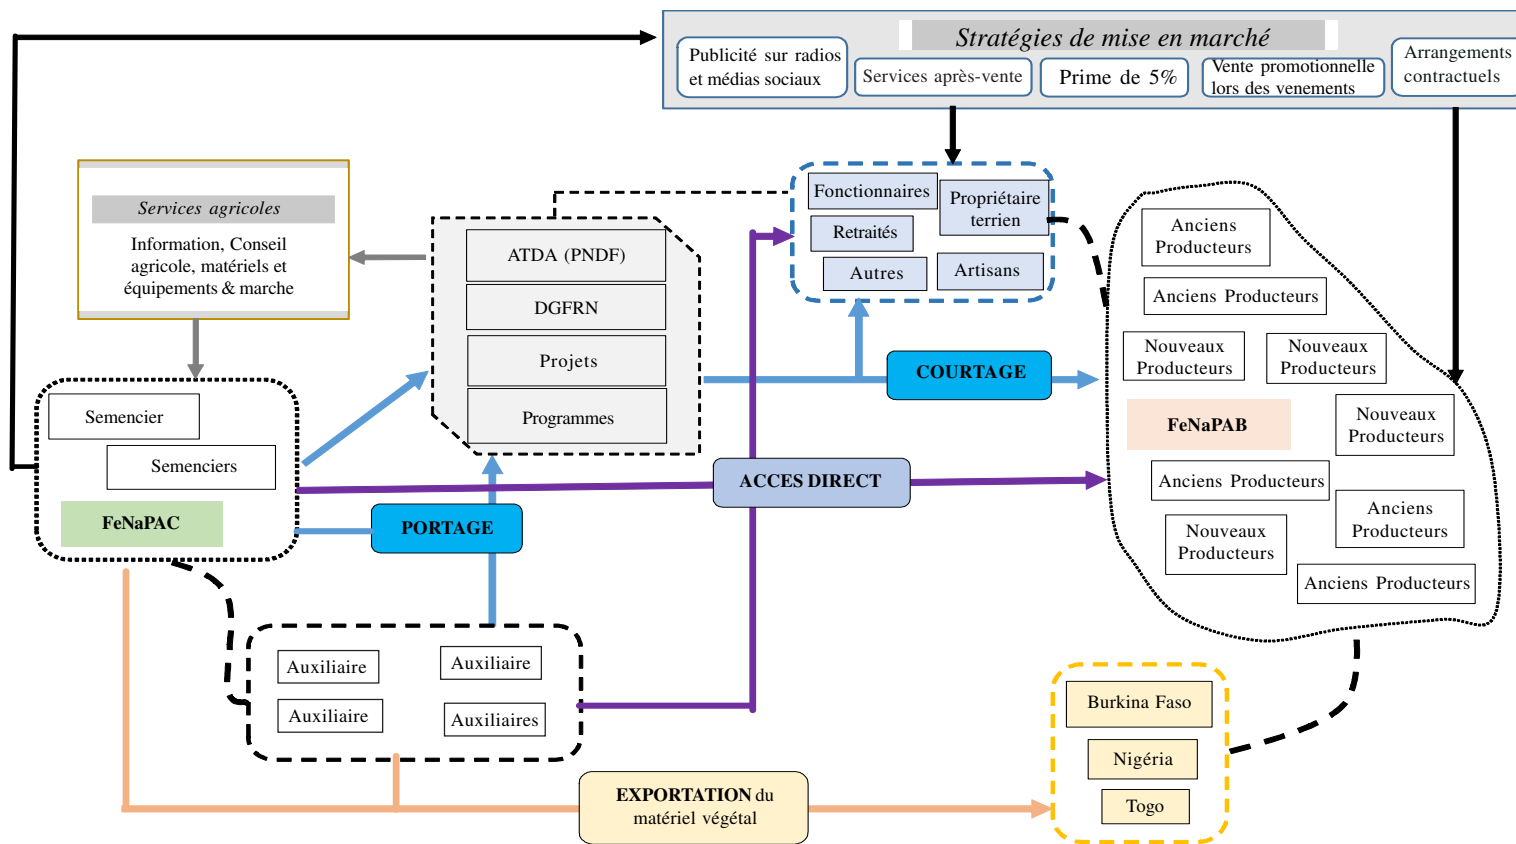 Stratégies de mise en marché
Publicité sur radios
et médias sociaux
Services après-vente
Prime de 5%
Vente promotionnelle
lors des venements
Arrangements
contractuels
Services agricoles
Information, Conseil
agricole, matériels et
équipements & marche
ATDA (PNDF)
DGFRN
Projets
Programmes
Fonctionnaires
Propriétaire
terrien
Retraités
Autres
Artisans
Anciens
Producteurs
Anciens Producteurs
Nouveaux
Producteurs
Nouveaux
Producteurs
COURTAGE
Semencier
Semenciers
FeNaPAC
FeNaPAB
Nouveaux
Producteurs
ACCES DIRECT
Anciens Producteurs
PORTAGE
Anciens
Producteurs
Nouveaux
Producteurs
Anciens Producteurs
Auxiliaire
Auxiliaire
Auxiliaire
Auxiliaires
Burkina Faso
Nigéria
Togo
EXPORTATION du
matériel végétal